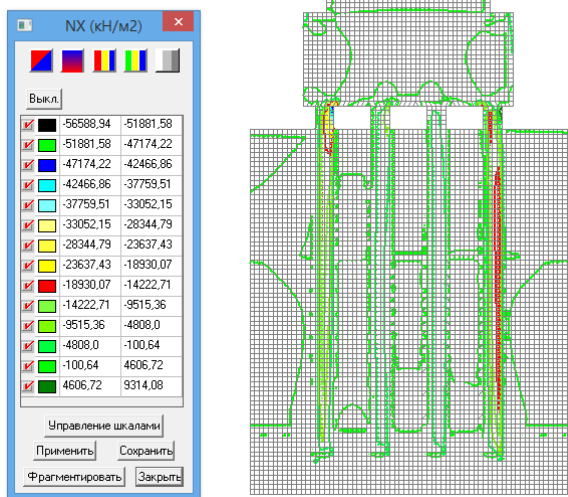 NX (кН/м2)
Выкл.
-56588,94 -51881,58
-51881,58 -47174,22
-47174,22 -42466,86
-42466,86 -37759,51
-37759,51 -33052,15
-33052,15 -28344,79
-28344,79 -23637,43
-23637,43 -18930,07
-18930,07 -14222,71
-14222,71 -9515,36
-9515,36 -4808,0
-4808,0 -100,64
-100,64 4606,72
4606,72 9314,08
Управление шкалами
Применить Сохранить
Фрагментировать Закрыть